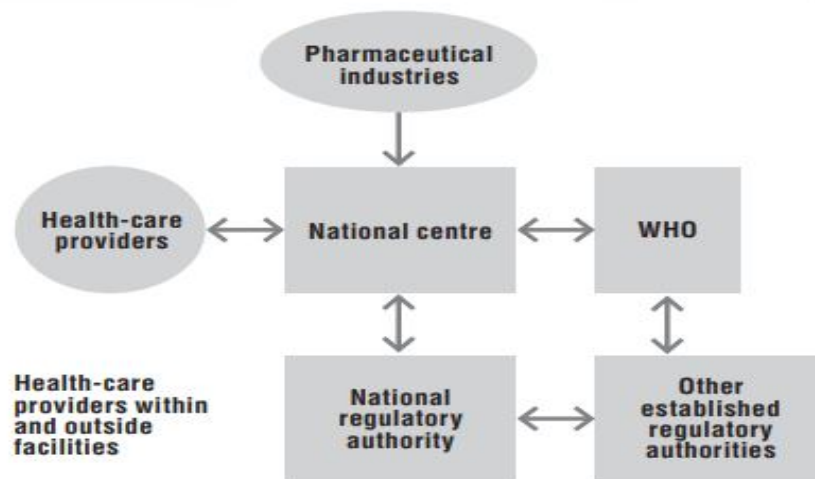 Pharmaceutical
industries
Health-care
providers
National centre
WHO
Health-care
providers within
and outside
facilities
National
regulatory
authority
Other
established
regulatory
authorities